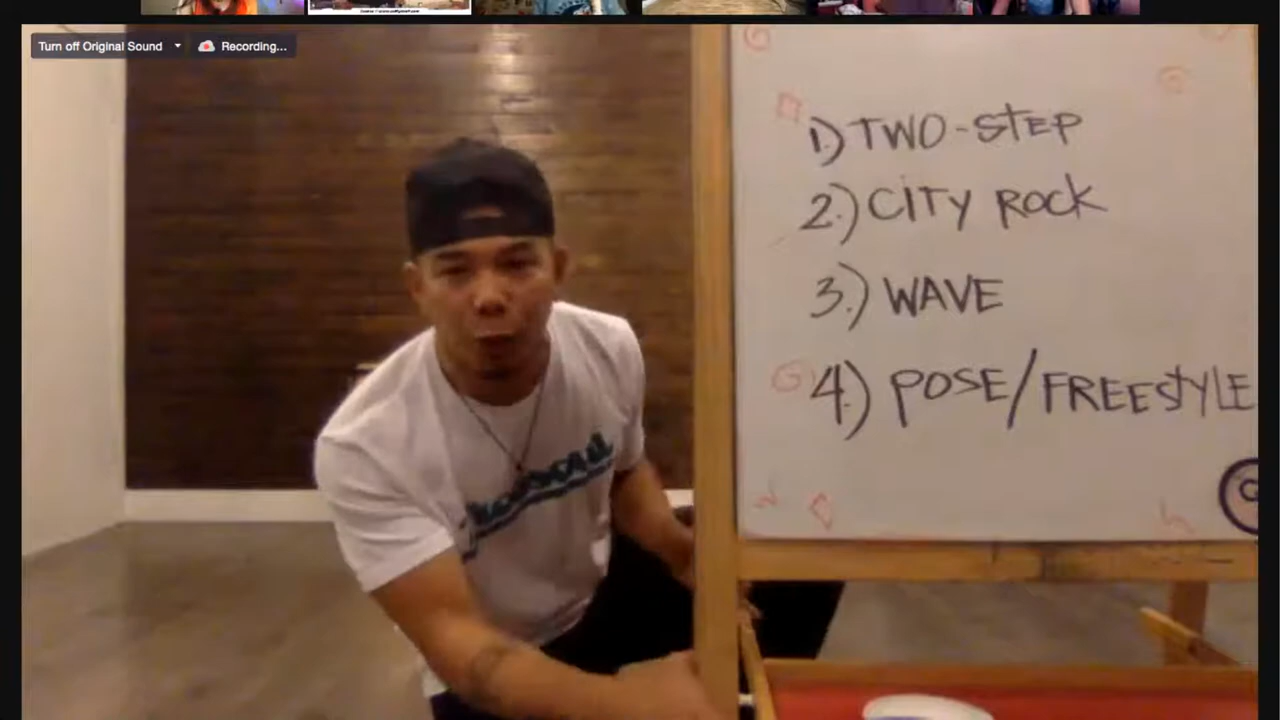 Turn off Original Sound
Recording...
1.) TWO-STEP
2.) CITY ROCK
3.) WAVE
4.) POSE/FREESTYLE